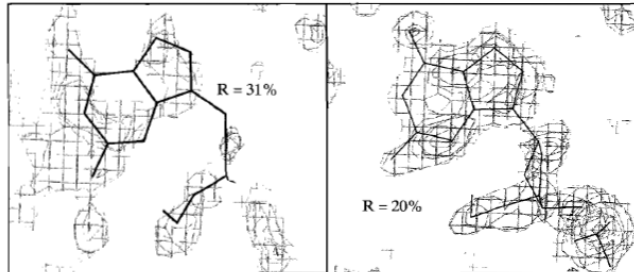 R = 31%
R = 20%